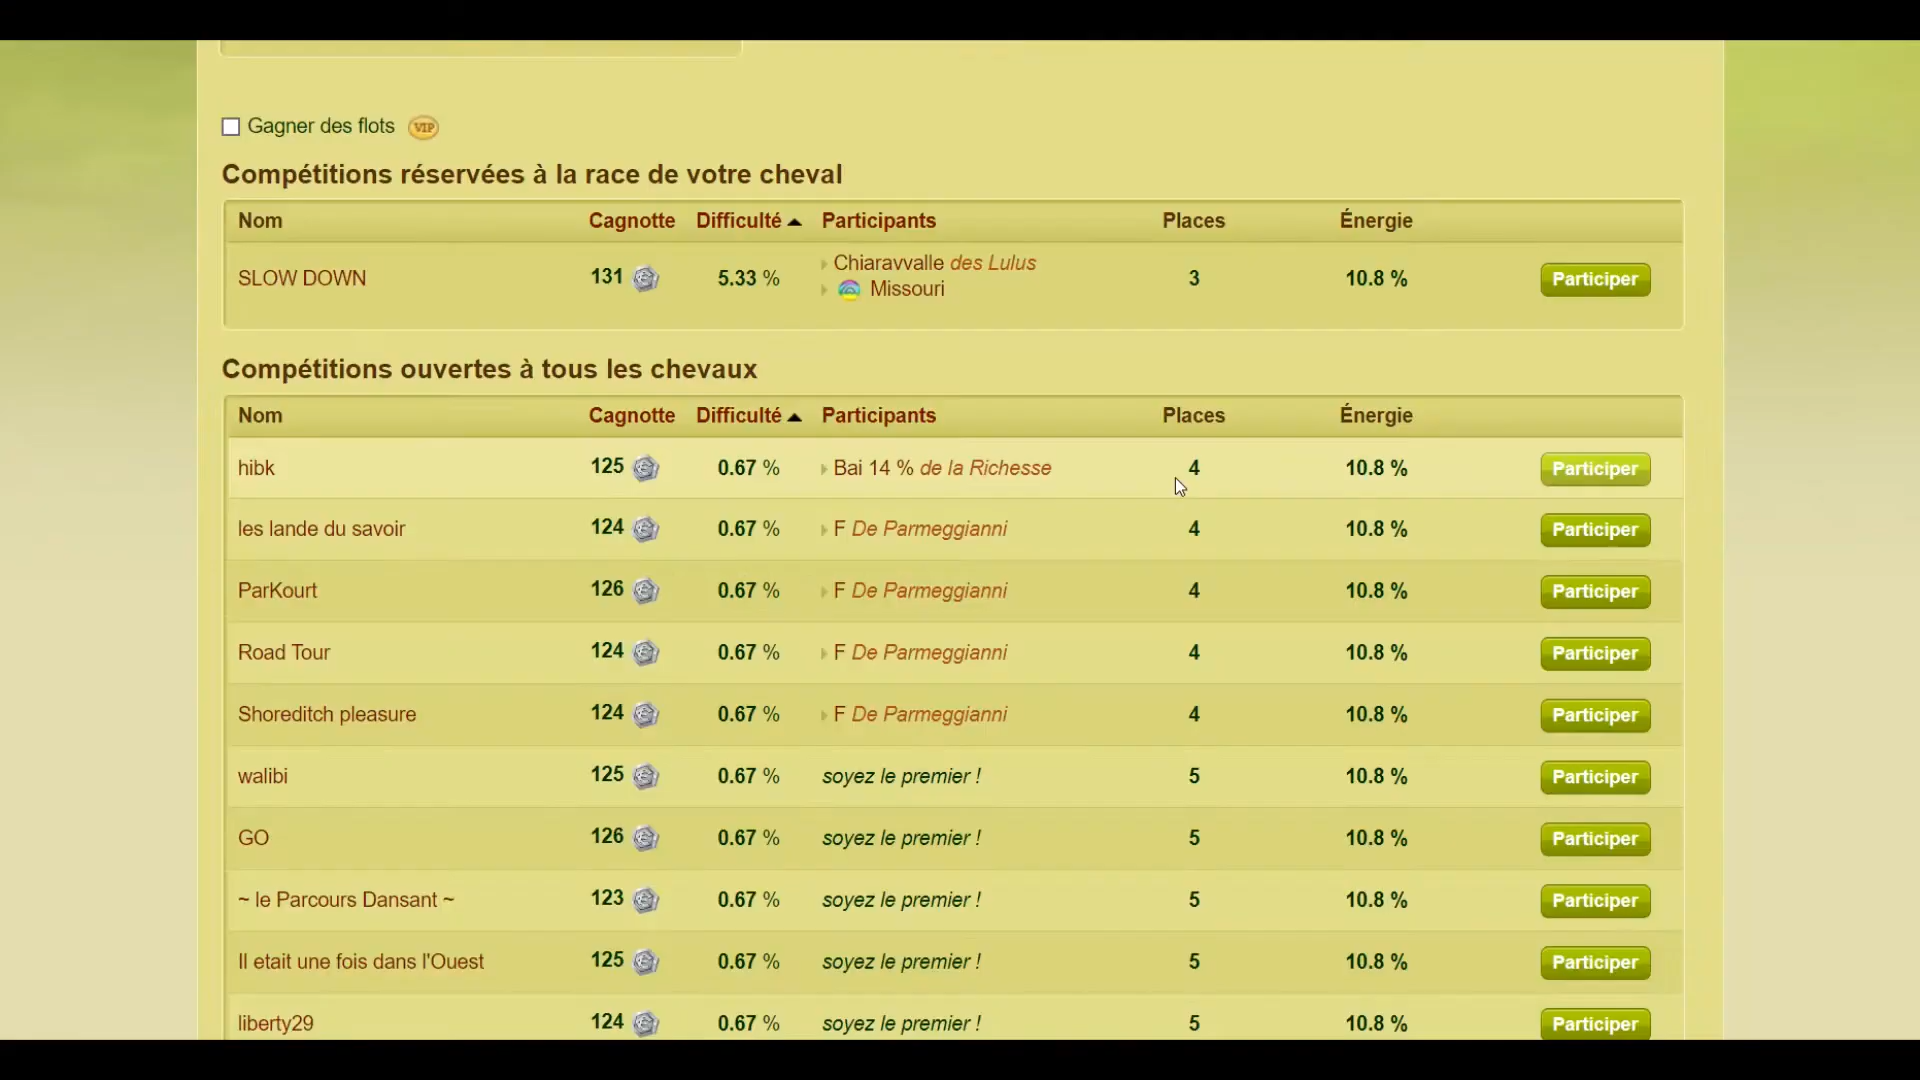 Gagner des flots VIP
Compétitions réservées à la race de votre cheval
Nom Cagnotte Difficulté Participants Places Énergie
SLOW DOWN 131 5.33 % Chiaravvalle des Lulus 3 10.8 % Participer
Missouri
Compétitions ouvertes à tous les chevaux
Nom Cagnotte Difficulté Participants Places Énergie
hibk 125 0.67 % Bai 14 % de la Richesse 4 10.8 % Participer
les lande du savoir 124 0.67 % F De Parmeggianni 4 10.8 % Participer
ParKourt 126 0.67 % F De Parmeggianni 4 10.8 % Participer
Road Tour 124 0.67 % F De Parmeggianni 4 10.8 % Participer
Shoreditch pleasure 124 0.67 % F De Parmeggianni 4 10.8 % Participer
walibi 125 0.67 % soyez le premier ! 5 10.8 % Participer
GO 126 0.67 % soyez le premier ! 5 10.8 % Participer
~ le Parcours Dansant ~ 123 0.67 % soyez le premier ! 5 10.8 % Participer
Il etait une fois dans l'Ouest 125 0.67 % soyez le premier ! 5 10.8 % Participer
liberty29 124 0.67 % soyez le premier ! 5 10.8 % Participer